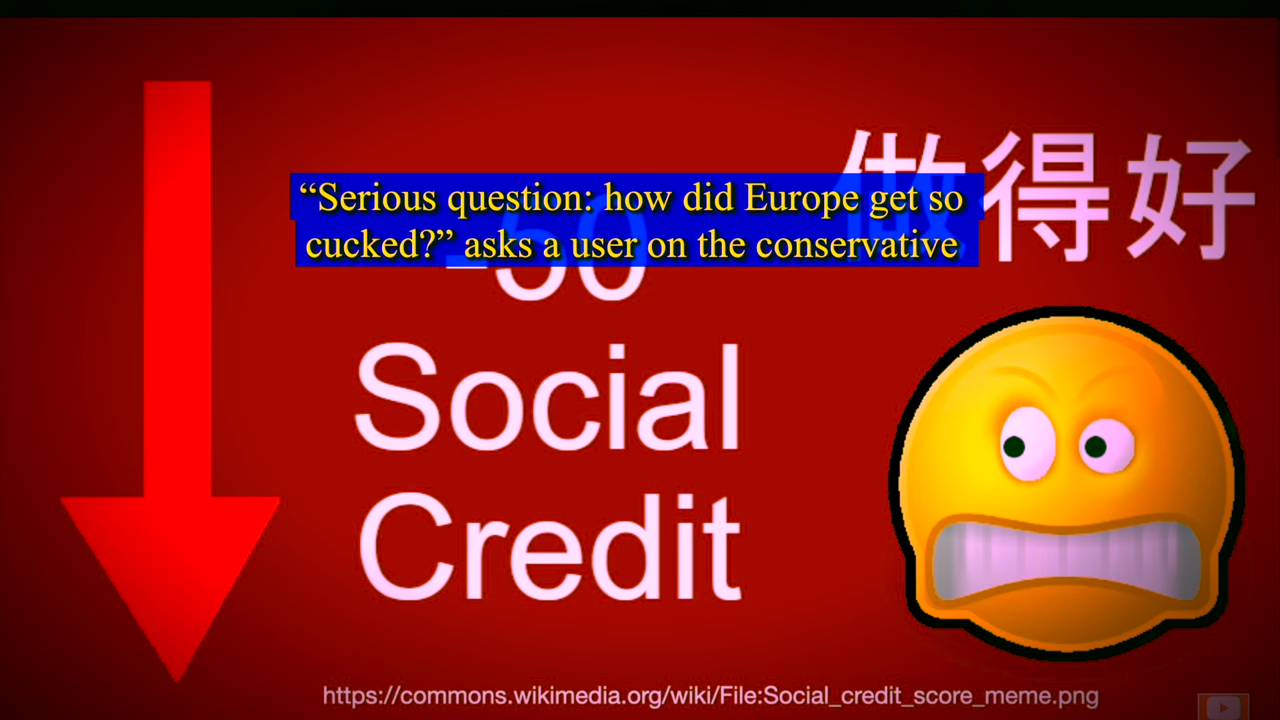 做得好
“Serious question: how did Europe get so
cucked?” asks a user on the conservative
-50
Social
Credit
https://commons.wikimedia.org/wiki/File:Social_credit_score_meme.png